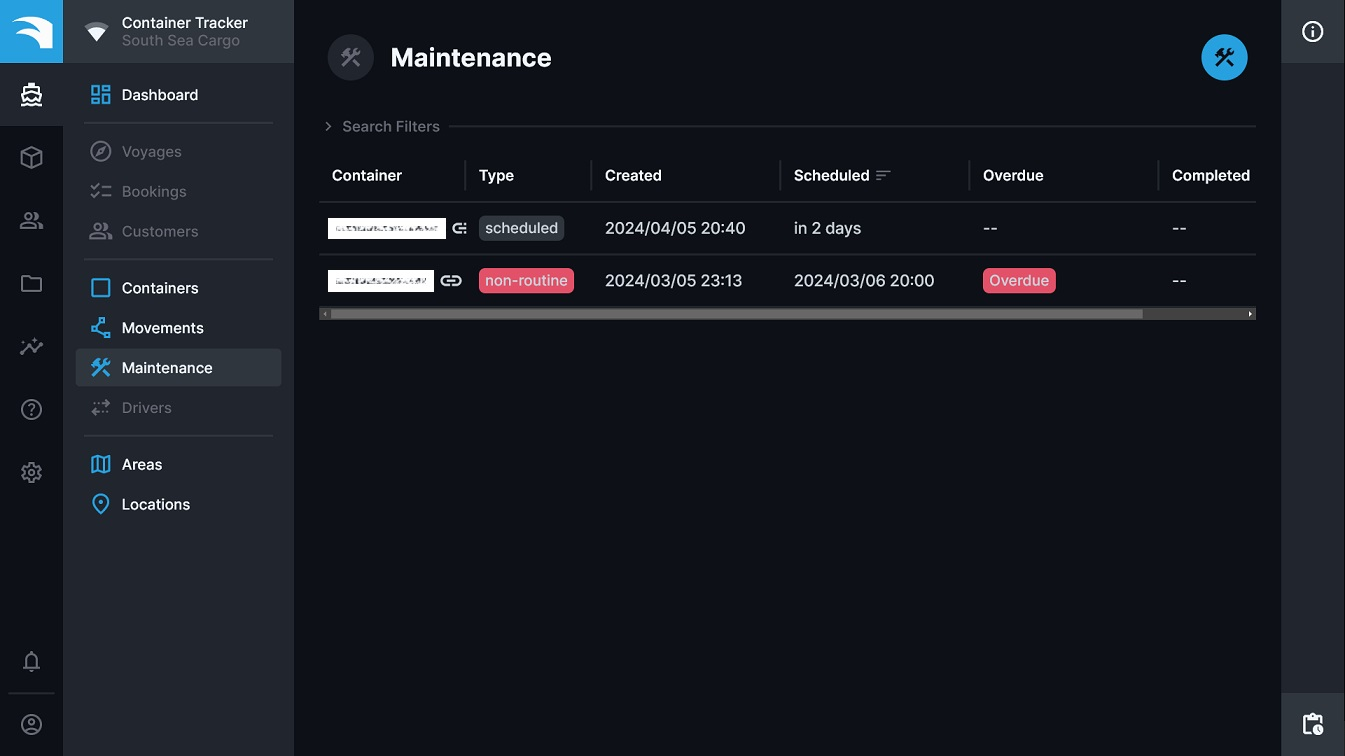 Container Tracker
South Sea Cargo
Dashboard
Voyages
Bookings
Customers
Containers
Movements
Maintenance
Drivers
Areas
Locations
Maintenance
Search Filters
Container Type Created Scheduled Overdue Completed
scheduled 2024/04/05 20:40 in 2 days -- --
non-routine 2024/03/05 23:13 2024/03/06 20:00 Overdue --